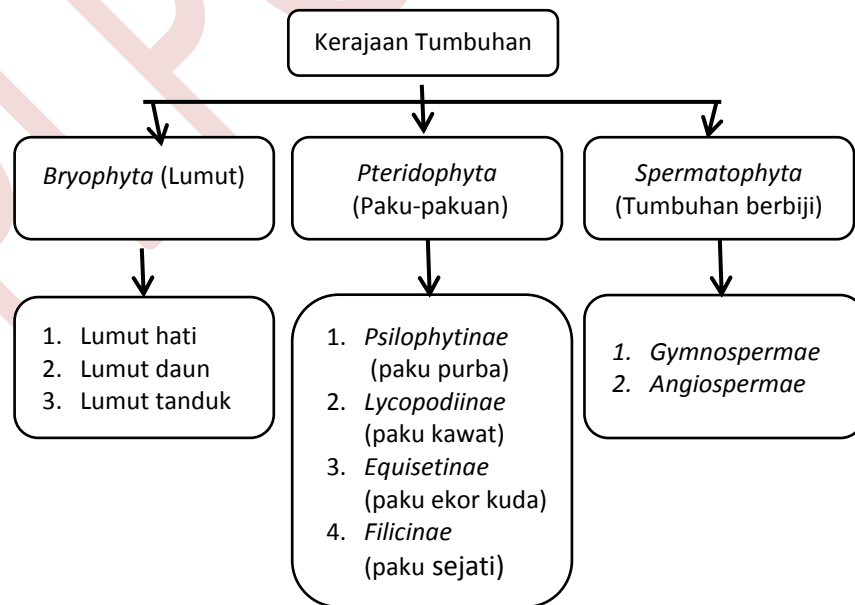 Kerajaan Tumbuhan
Bryophyta (Lumut)
Pteridophyta
(Paku-pakuan)
Spermatophyta
(Tumbuhan berbiji)
1. Lumut hati
2. Lumut daun
3. Lumut tanduk
1. Psilophytinae
(paku purba)
2. Lycopodiinae
(paku kawat)
3. Equisetinae
(paku ekor kuda)
4. Filicinae
(paku sejati)
1. Gymnospermae
2. Angiospermae